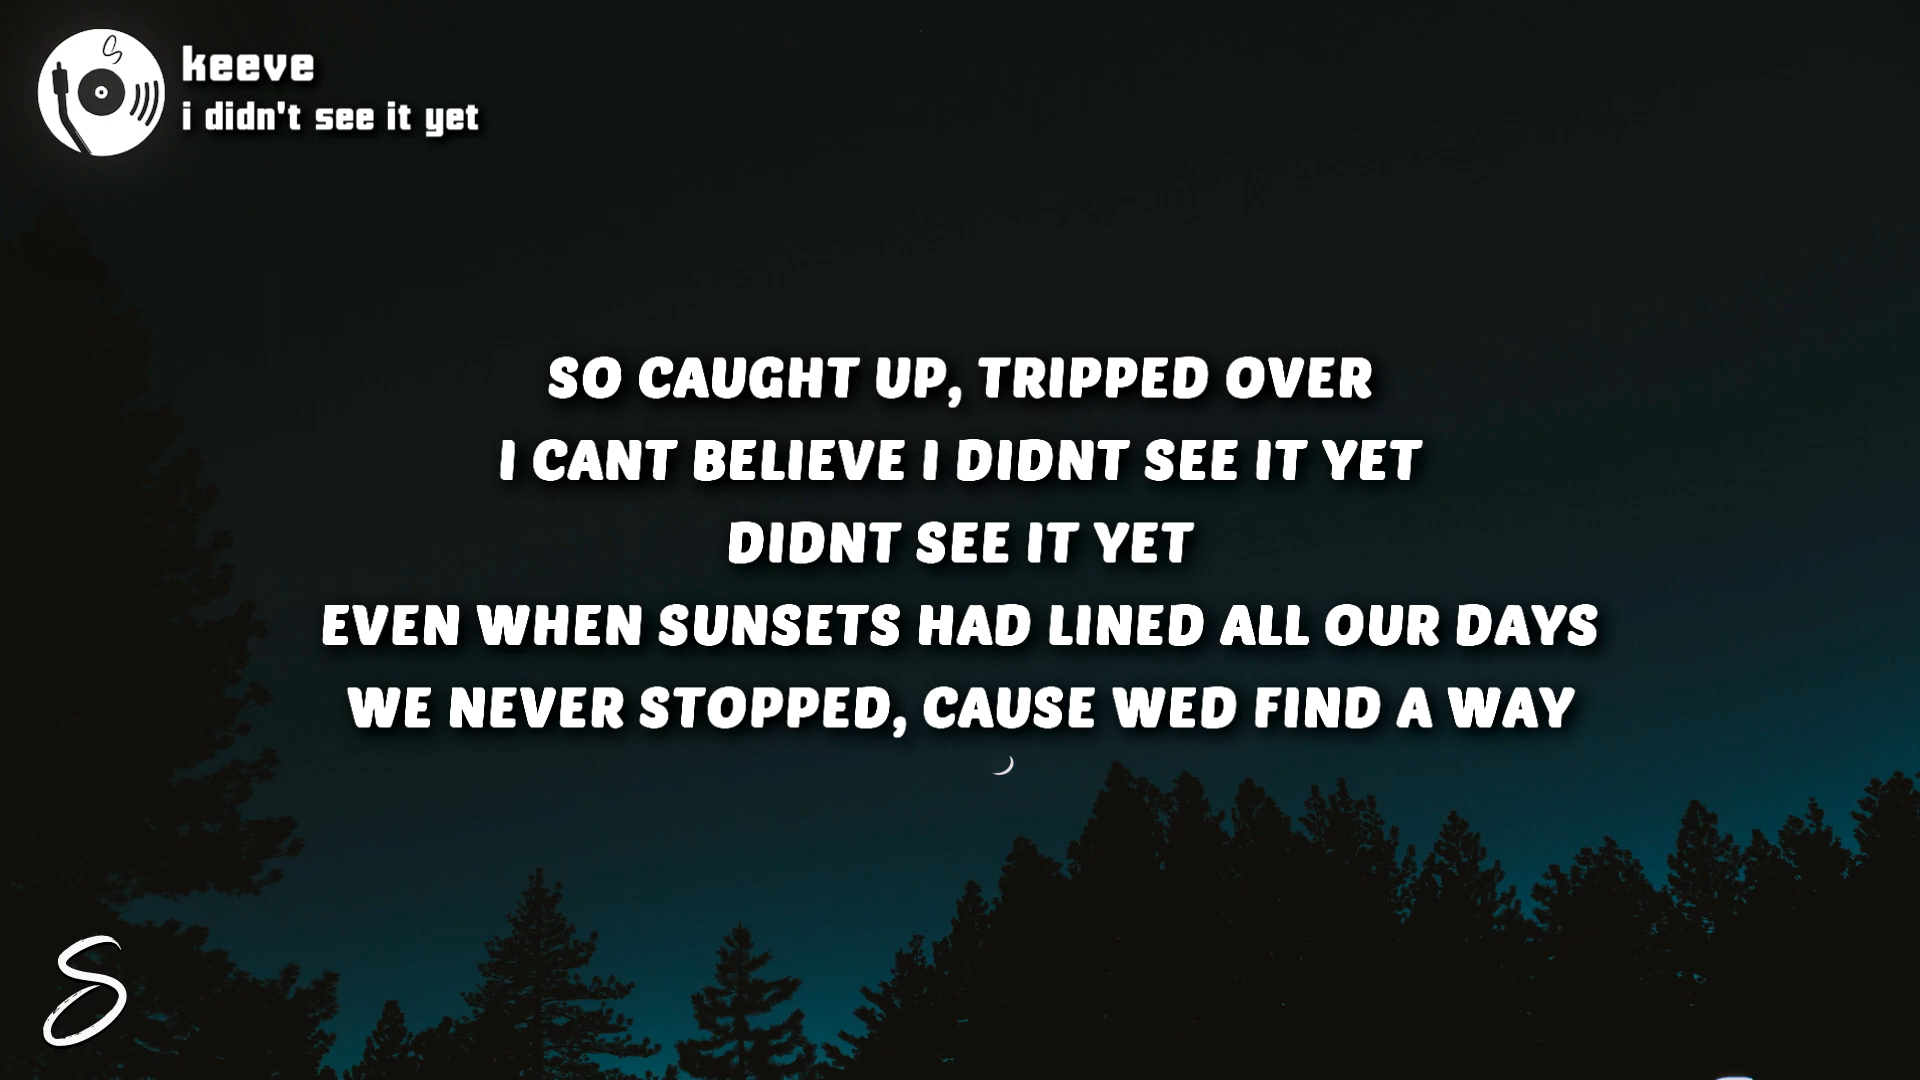 keeve
i didn't see it yet
SO CAUGHT UP, TRIPPED OVER
I CANT BELIEVE I DIDNT SEE IT YET
DIDNT SEE IT YET
EVEN WHEN SUNSETS HAD LINED ALL OUR DAYS
WE NEVER STOPPED, CAUSE WED FIND A WAY
S